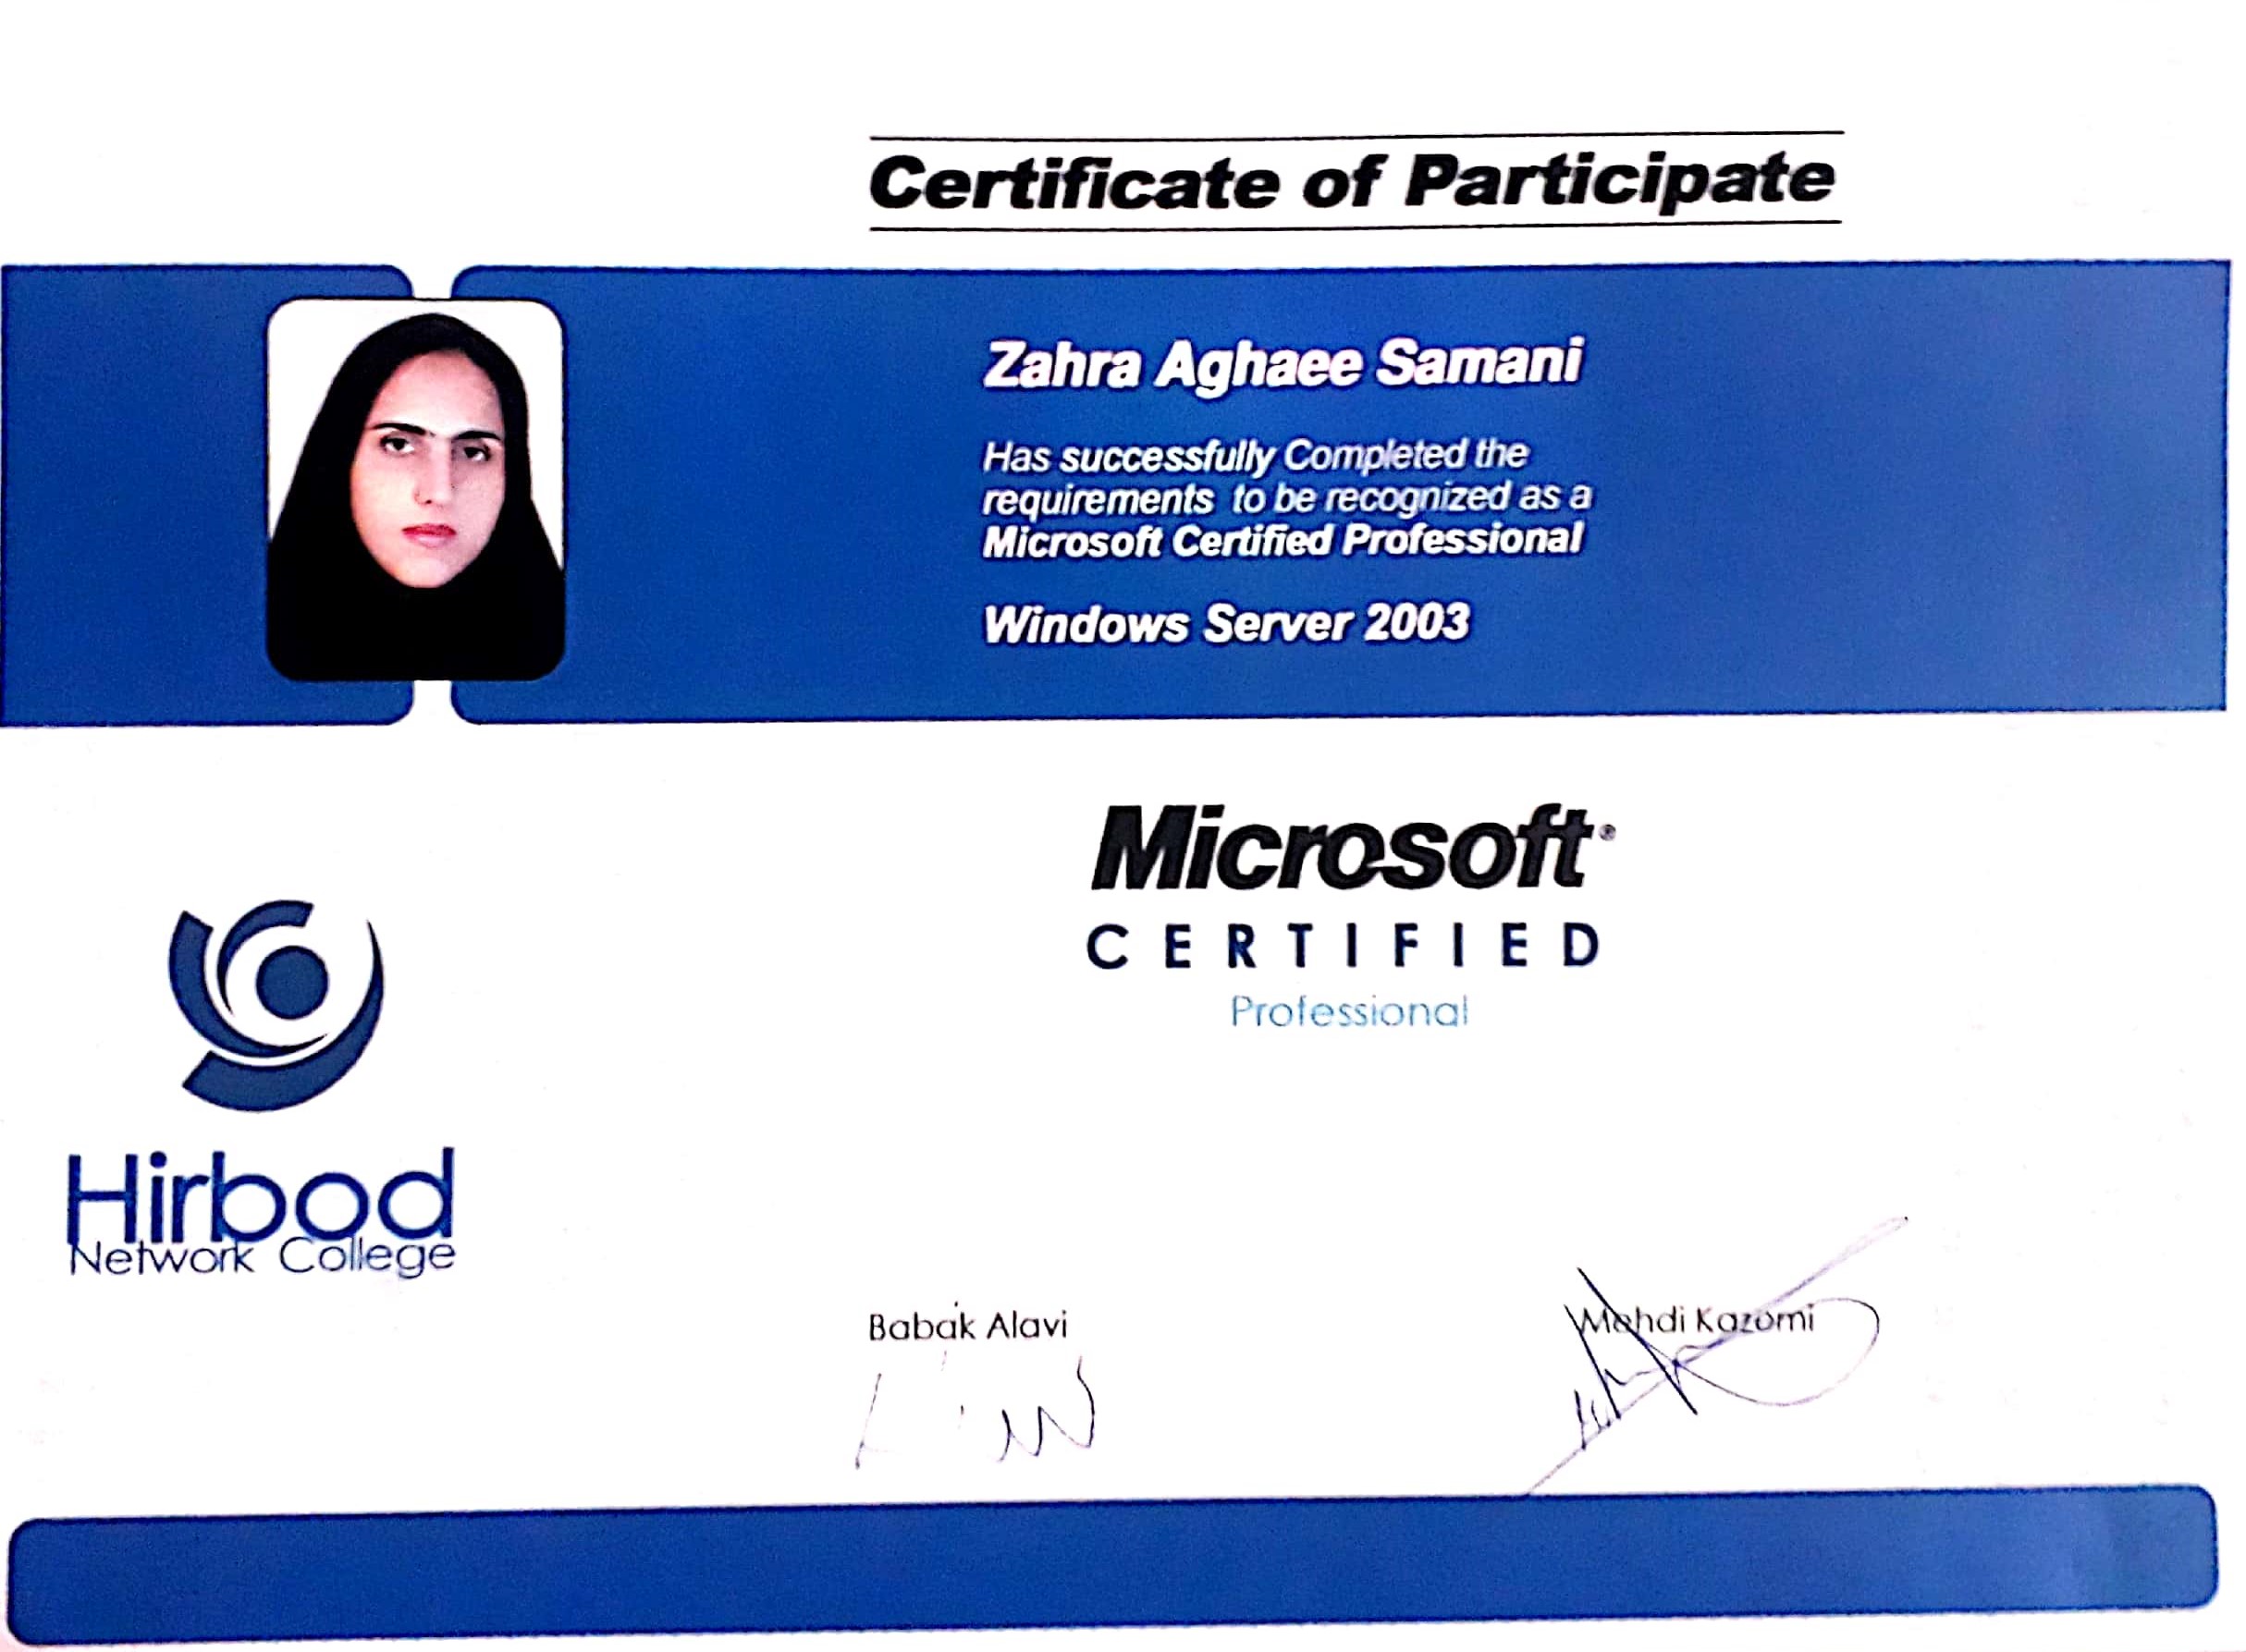 Certificate of Participate
Zahra Aghaee Samani
Has successfully Completed the
requirements to be recognized as a
Microsoft Certified Professional
Windows Server 2003
Microsoft®
CERTIFIED
Professional
Hirbod
Network College
Babak Alavi
Mehdi Kazemi